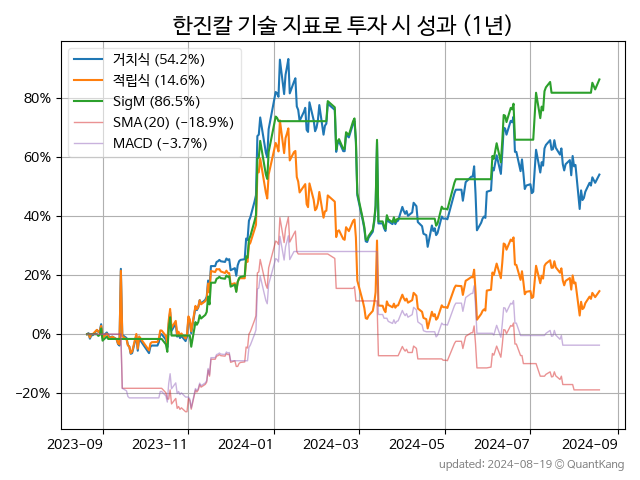 한진칼 기술 지표로 투자 시 성과 (1년)
거치식 (54.2%)
적립식 (14.6%)
SigM (86.5%)
SMA(20) (−18.9%)
MACD (−3.7%)
80%
60%
40%
20%
0%
−20%
2023-09 2023-11 2024-01 2024-03 2024-05 2024-07 2024-09
updated: 2024-08-19 © QuantKang